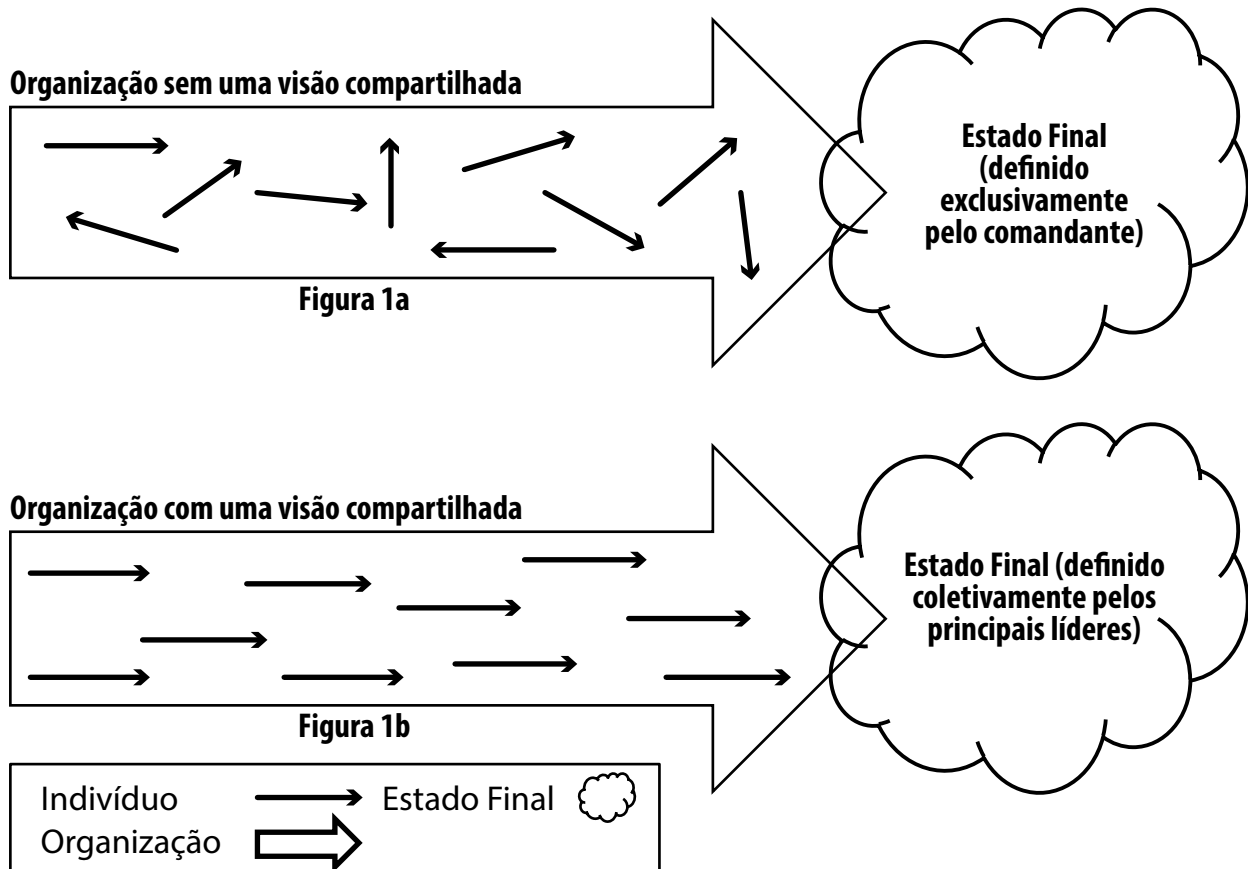 Organização sem uma visão compartilhada
Estado Final
(definido
exclusivamente
pelo comandante)
Figura 1a
Organização com uma visão compartilhada
Estado Final (definido
coletivamente pelos
principais líderes)
Figura 1b
Indivíduo
Estado Final
Organização